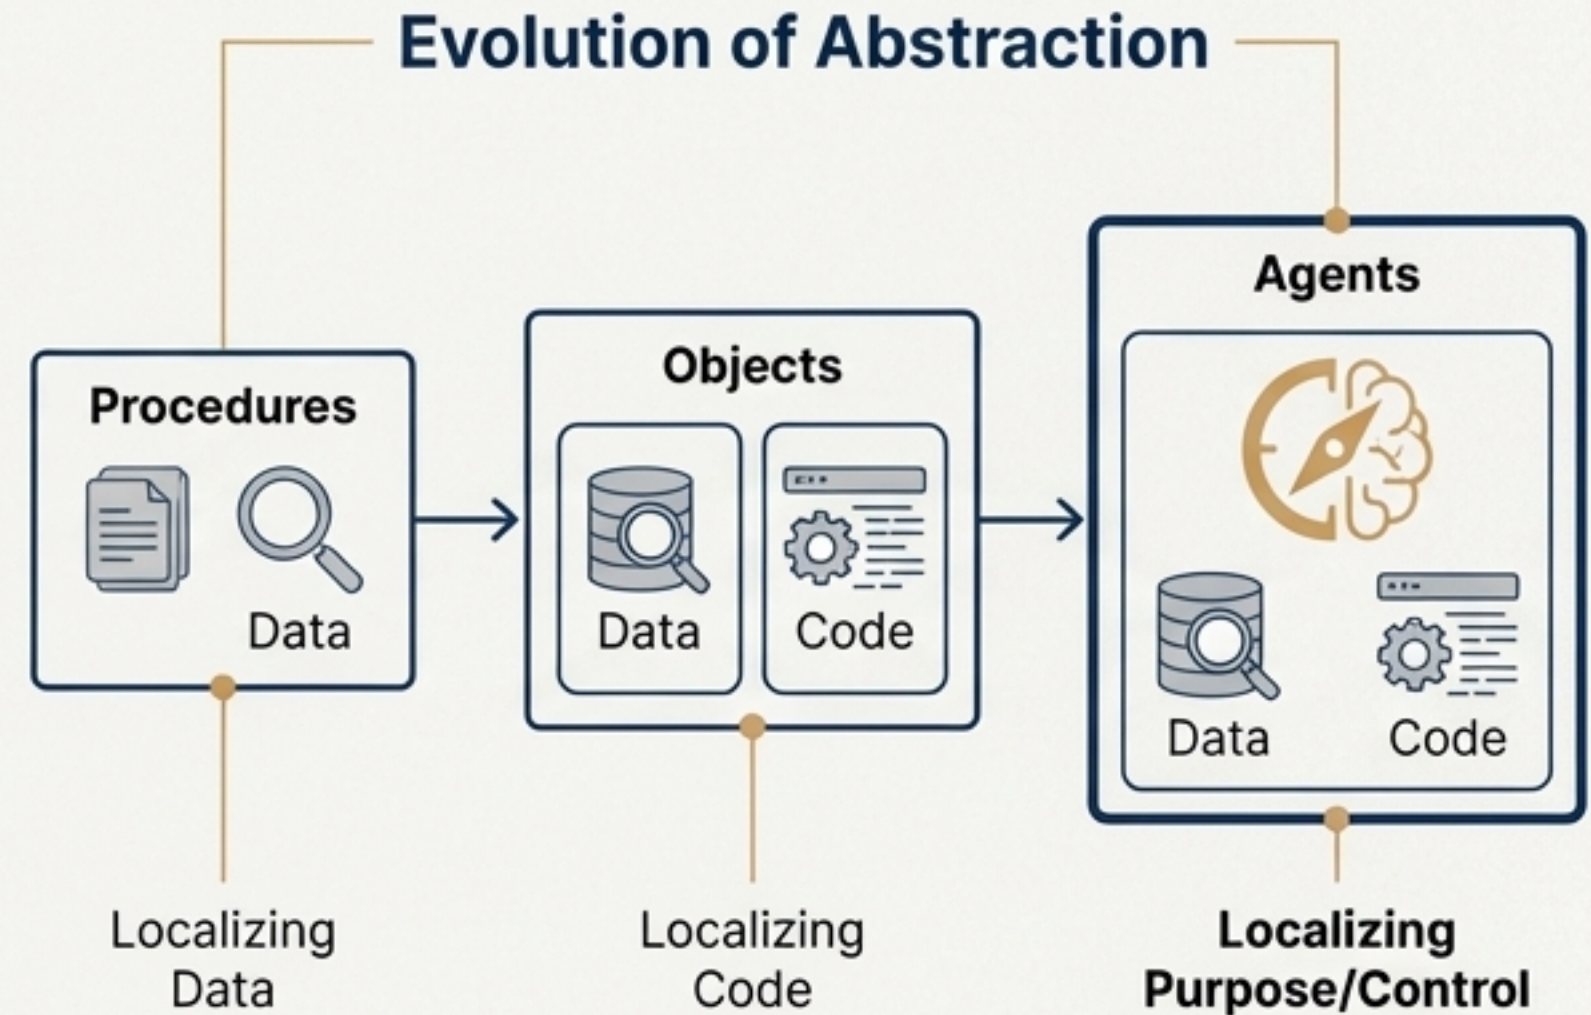 Evolution of Abstraction
Procedures
Data
Localizing
Data
Objects
Data
Code
Localizing
Code
Agents
Data
Code
Localizing
Purpose/Control